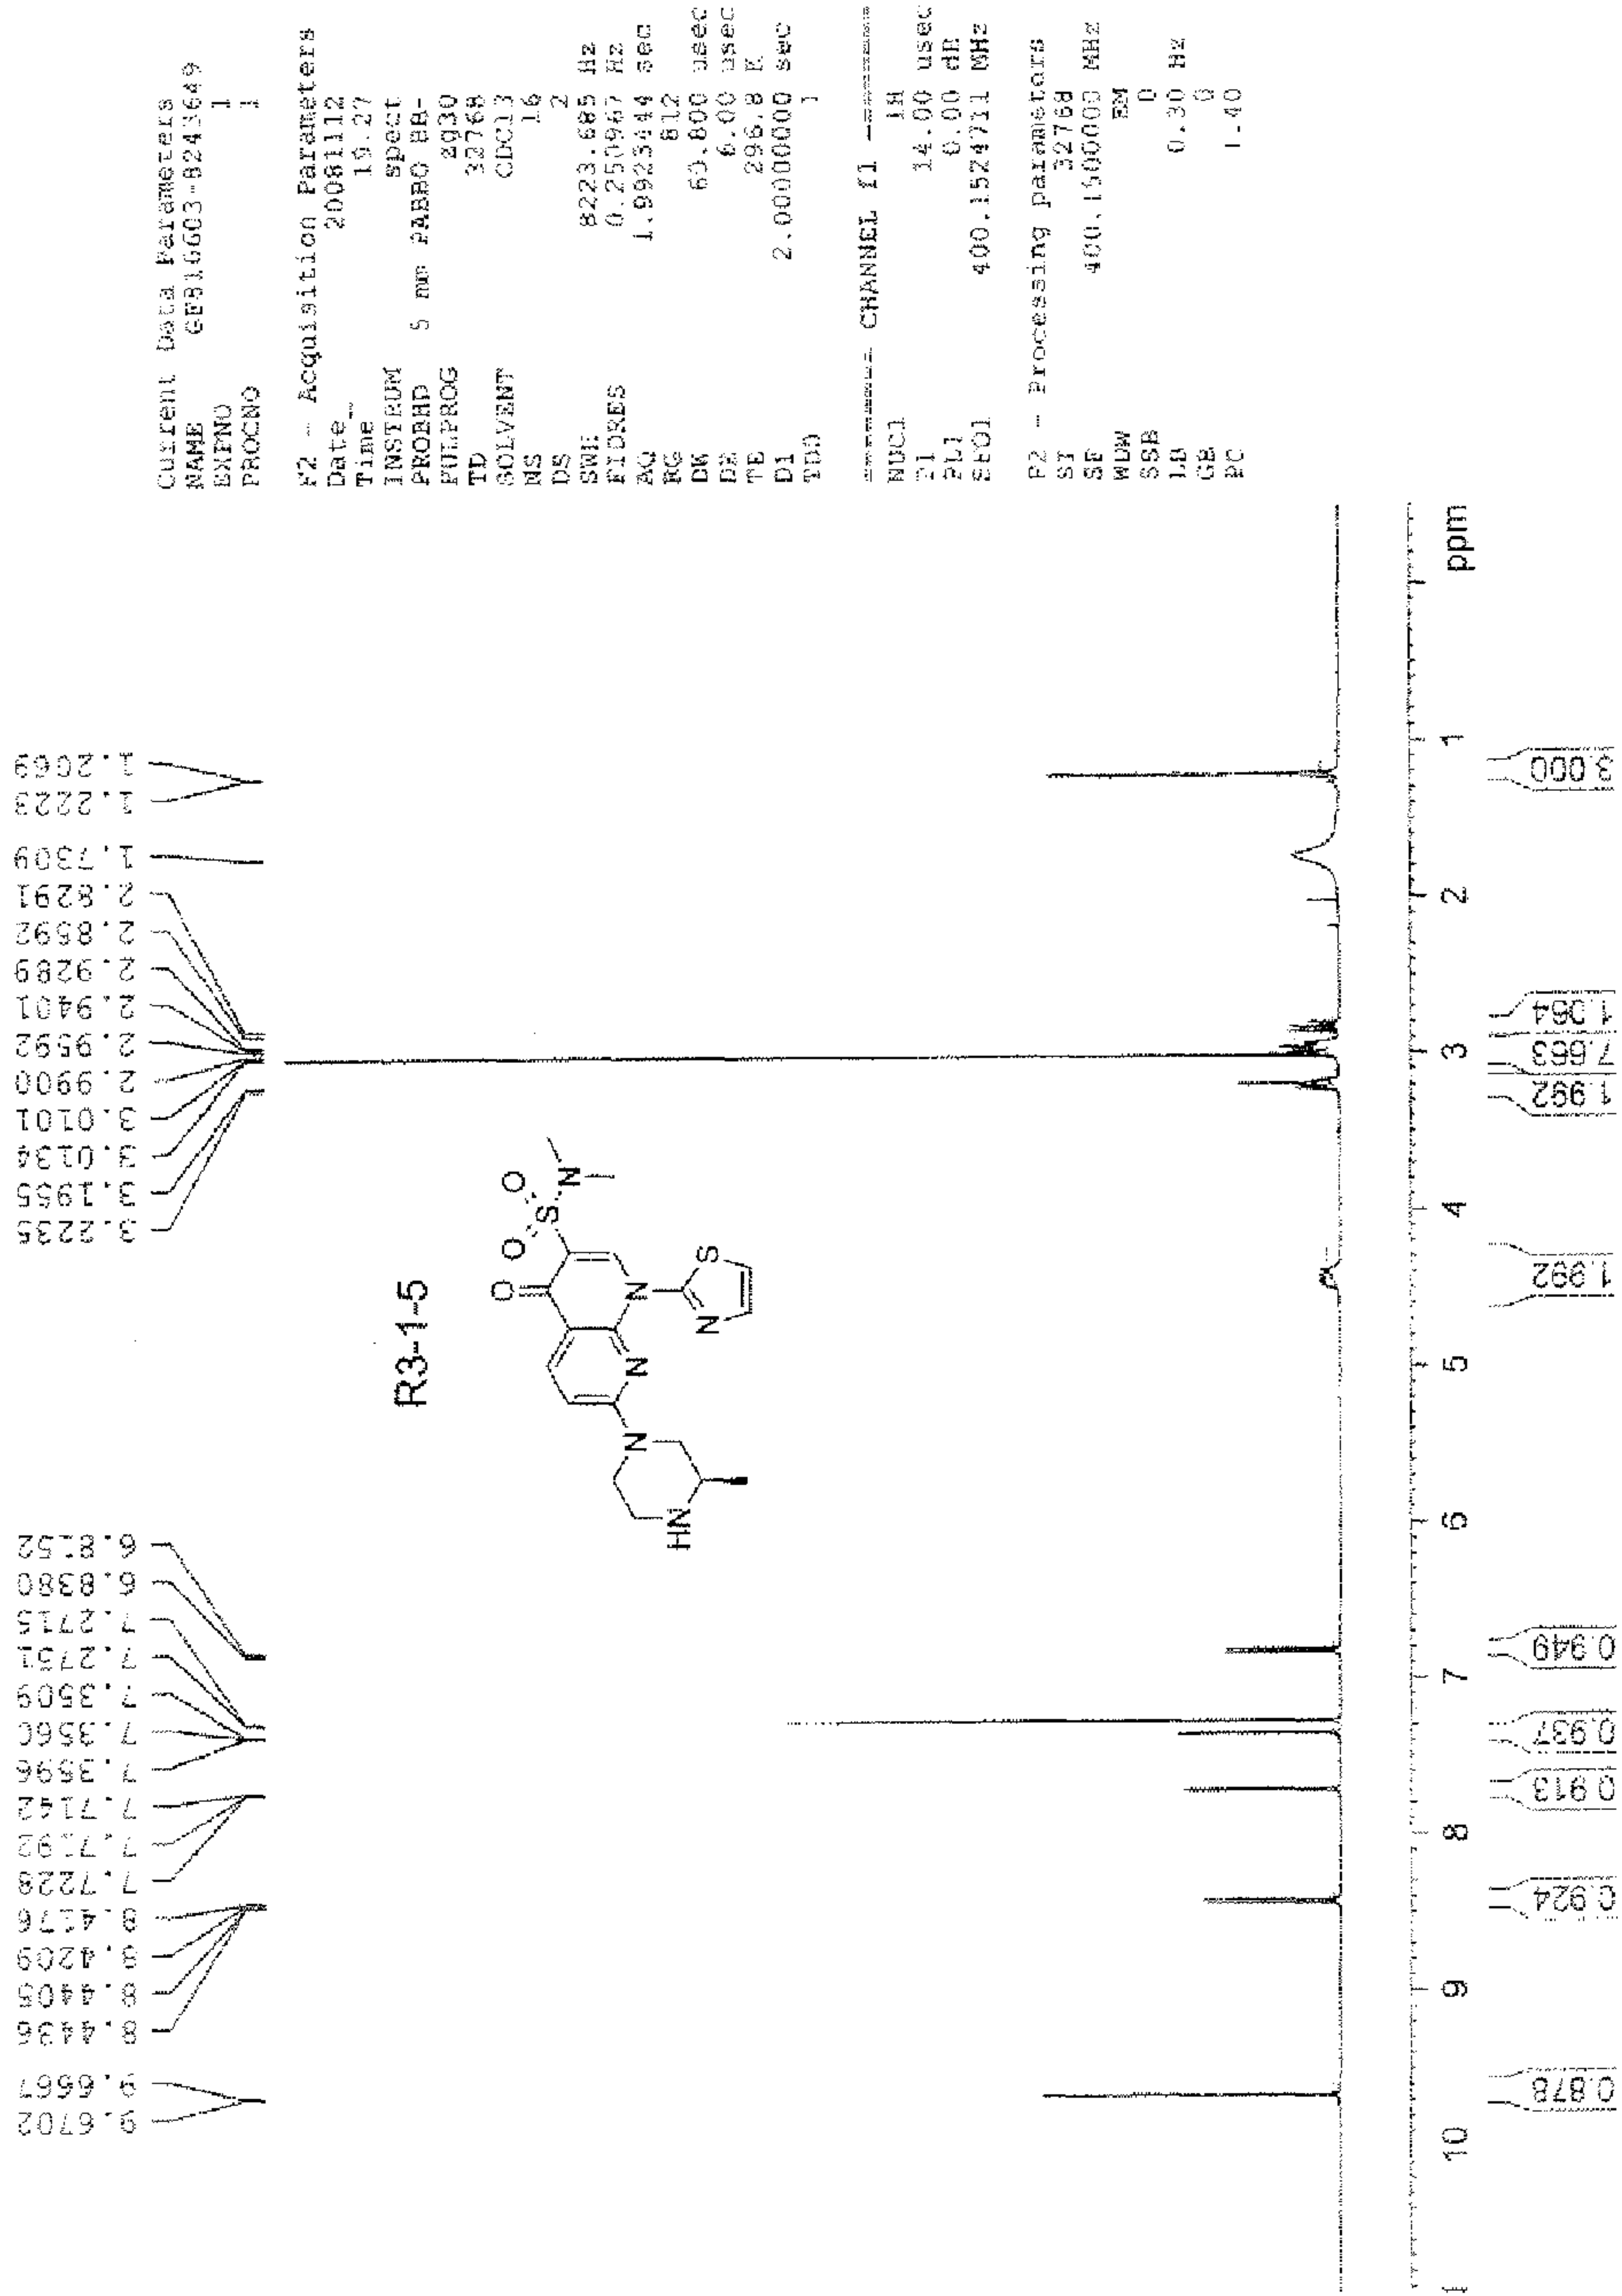 Current Data Parameters
NAME GFB16603-8243649
EXPNO 1
PROCNO 1
F2 - Acquisition Parameters
Date_ 20081112
Time 19.27
INSTRUM spect
PROBHD 5 mm PABBO BB-
PULPROG zg30
TD 32768
SOLVENT CDCl3
NS 16
DS 2
SWH 8223.685 Hz
FIDRES 0.250967 Hz
AQ 1.9923444 sec
RG 812
DW 60.800 usec
DE 6.00 usec
TE 296.8 K
D1 2.00000000 sec
TD0 1
======== CHANNEL f1 ========
NUC1 1H
P1 14.00 usec
PL1 0.00 dB
SFO1 400.1524711 MHz
F2 - Processing parameters
SI 32768
SF 400.1500000 MHz
WDW EM
SSB 0
LB 0.30 Hz
GB 0
PC 1.40
9.6702
9.6667
8.4436
8.4405
8.4209
8.4176
7.7228
7.7192
7.7142
7.3596
7.3560
7.3509
7.2751
7.2715
6.8380
6.8152
3.2235
3.1955
3.0134
3.0101
2.9900
2.9592
2.9401
2.9289
2.8592
2.8291
1.7309
1.2223
1.2069
R3-1-5
O
O
O
S
N
N
N
N
S
N
HN
10 9 8 7 6 5 4 3 2 1 ppm
0.878
0.924
0.913
0.937
0.949
1.992
1.992
7.663
1.064
3.000